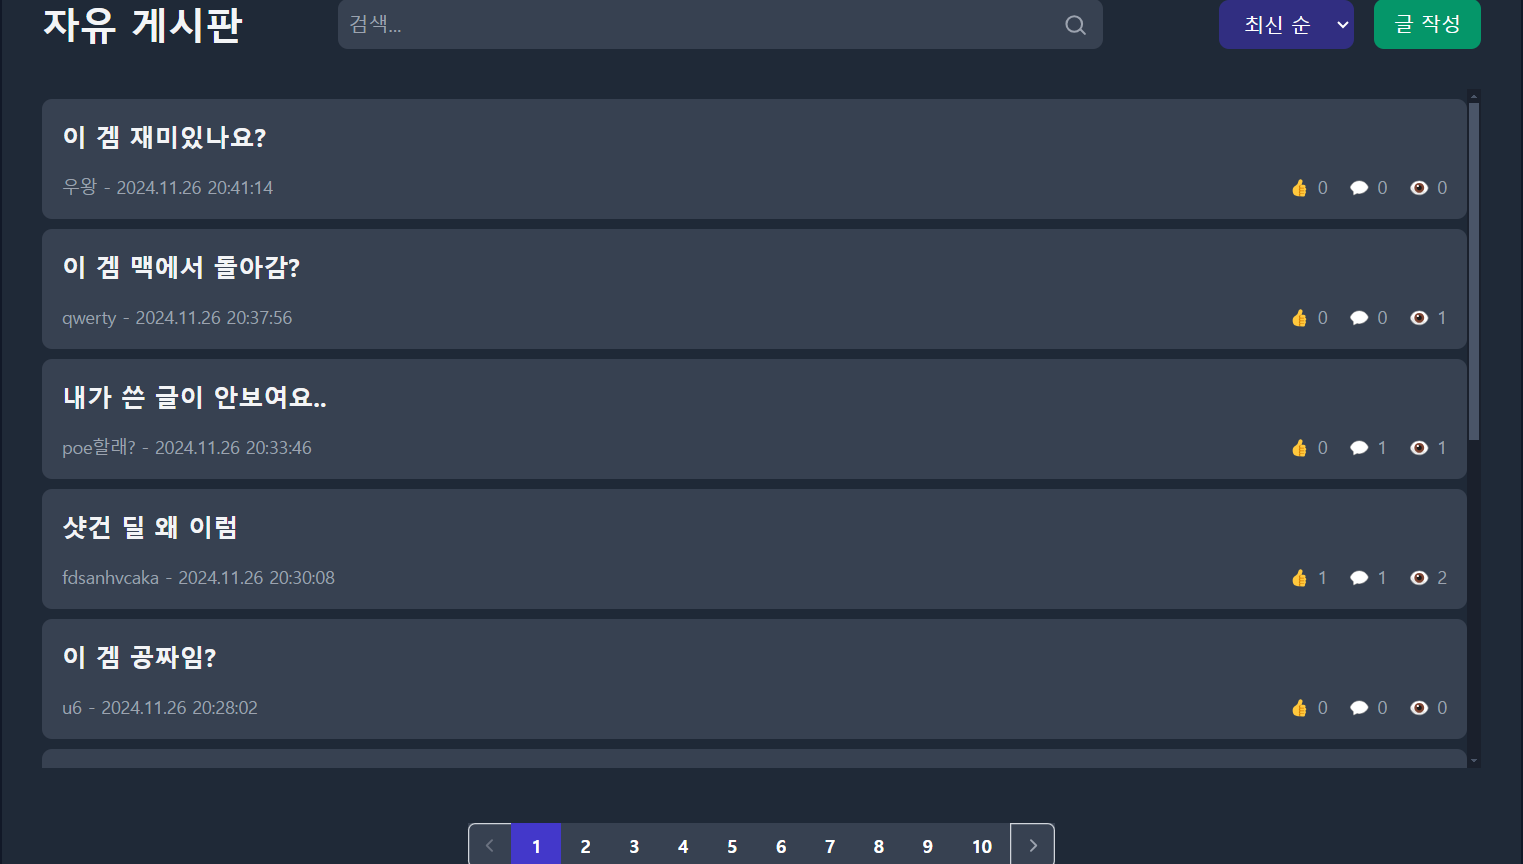 자유 게시판
검색...
최신 순
글 작성
이 겜 재미있나요?
우왕 - 2024.11.26 20:41:14
👍 0 💬 0 👁 0
이 겜 맥에서 돌아감?
qwerty - 2024.11.26 20:37:56
👍 0 💬 0 👁 1
내가 쓴 글이 안보여요..
poe할래? - 2024.11.26 20:33:46
👍 0 💬 1 👁 1
샷건 딜 왜 이럼
fdsanhvcaka - 2024.11.26 20:30:08
👍 1 💬 1 👁 2
이 겜 공짜임?
u6 - 2024.11.26 20:28:02
👍 0 💬 0 👁 0
1 2 3 4 5 6 7 8 9 10